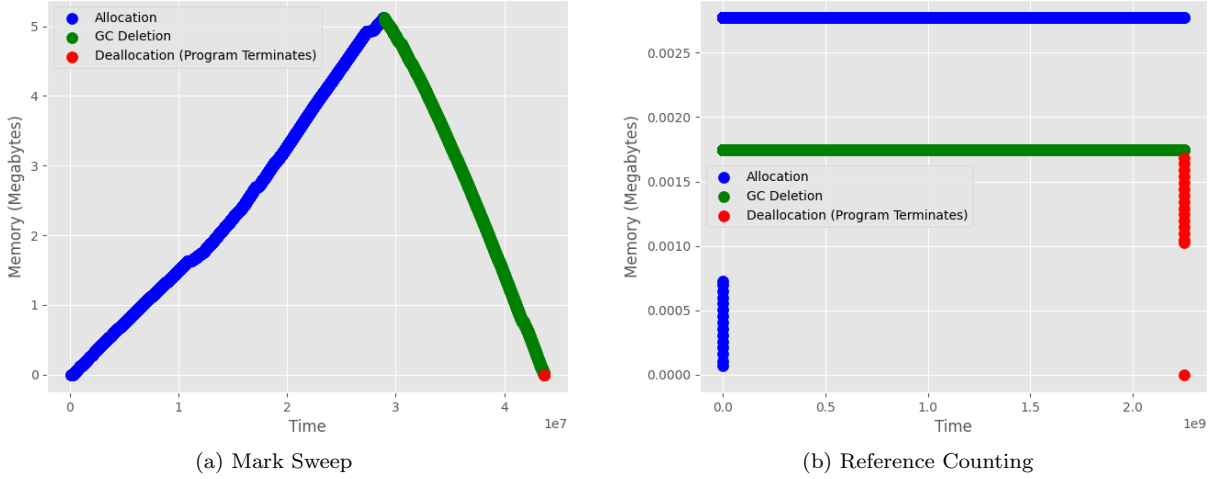 Allocation
GC Deletion
Deallocation (Program Terminates)
Memory (Megabytes)
5
4
3
2
1
0
0
1
2
3
4
1e7
Time
(a) Mark Sweep
Memory (Megabytes)
0.0025
0.0020
0.0015
0.0010
0.0005
0.0000
Allocation
GC Deletion
Deallocation (Program Terminates)
0.0
0.5
1.0
1.5
2.0
1e9
Time
(b) Reference Counting